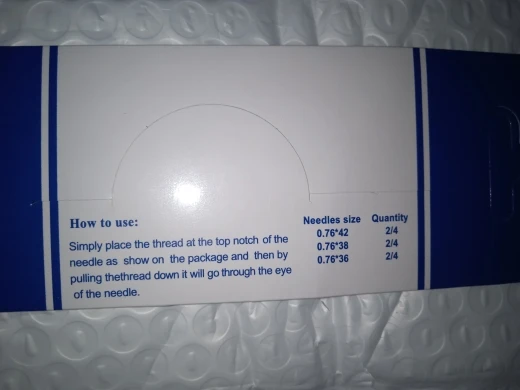 How to use:
Simply place the thread at the top notch of the
needle as show on the package and then by
pulling thethread down it will go through the eye
of the needle.
Needles size Quantity
0.76*42 2/4
0.76*38 2/4
0.76*36 2/4